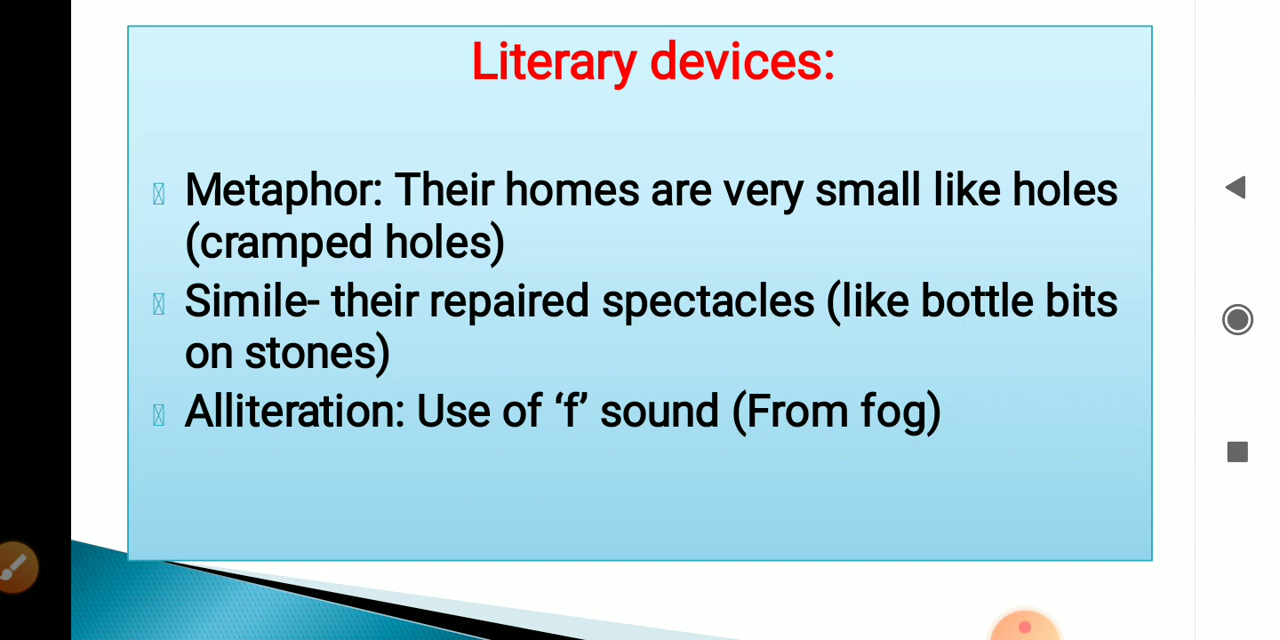 Literary devices:
Metaphor: Their homes are very small like holes
(cramped holes)
Simile- their repaired spectacles (like bottle bits
on stones)
Alliteration: Use of ‘f’ sound (From fog)